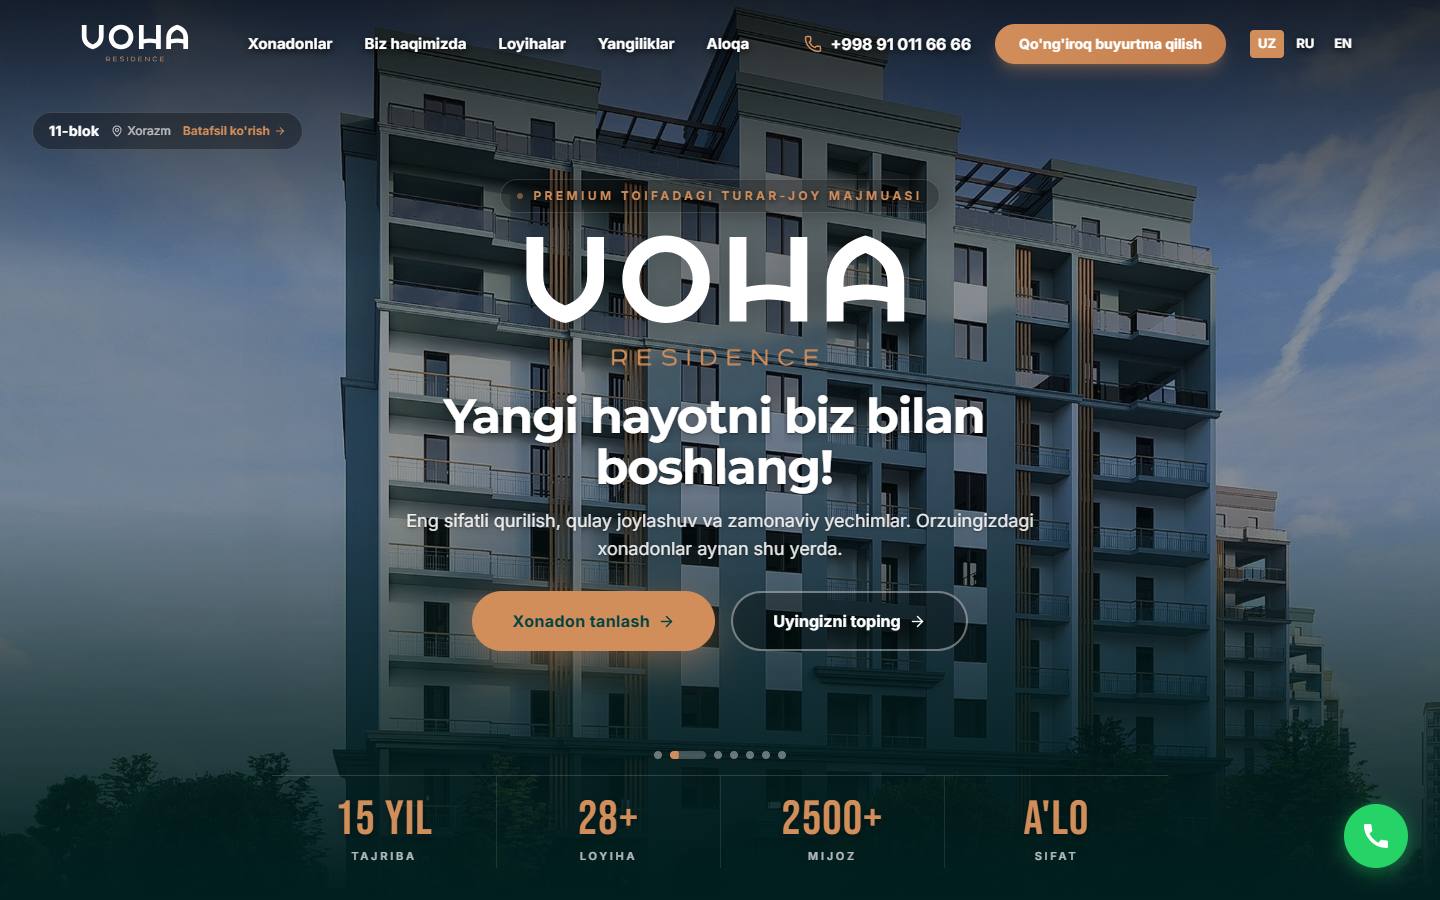 VOHA
RESIDENCE
Xonadonlar
Biz haqimizda
Loyihalar
Yangiliklar
Aloqa
+998 91 011 66 66
Qo'ng'iroq buyurtma qilish
UZ
RU
EN
11-blok
Xorazm
Batafsil ko'rish →
PREMIUM TOIFADAGI TURAR-JOY MAJMUASI
VOHA
RESIDENCE
Yangi hayotni biz bilan
boshlang!
Eng sifatli qurilish, qulay joylashuv va zamonaviy yechimlar. Orzuingizdagi
xonadonlar aynan shu yerda.
Xonadon tanlash →
Uyingizni toping →
15 YIL
TAJRIBA
28+
LOYIHA
2500+
MIJOZ
A'LO
SIFAT